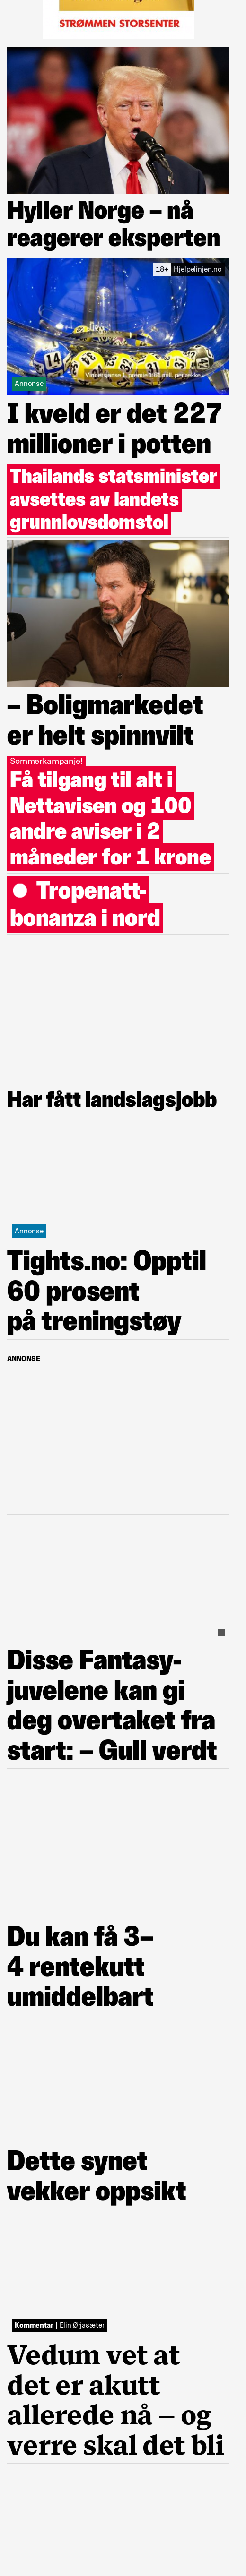 STRØMMEN STORSENTER
Hyller Norge – nå
reagerer eksperten
18+ Hjelpelinjen.no
Annonse
I kveld er det 227
millioner i potten
Thailands statsminister
avsettes av landets
grunnlovsdomstol
– Boligmarkedet
er helt spinnvilt
Sommerkampanje!
Få tilgang til alt i
Nettavisen og 100
andre aviser i 2
måneder for 1 krone
Tropenatt-
bonanza i nord
Har fått landslagsjobb
Annonse
Tights.no: Opptil
60 prosent
på treningstøy
ANNONSE
Disse Fantasy-
juvelene kan gi
deg overtaket fra
start: – Gull verdt
Du kan få 3–
4 rentekutt
umiddelbart
Dette synet
vekker oppsikt
Kommentar | Elin Ørjasæter
Vedum vet at
det er akutt
allerede nå – og
verre skal det bli